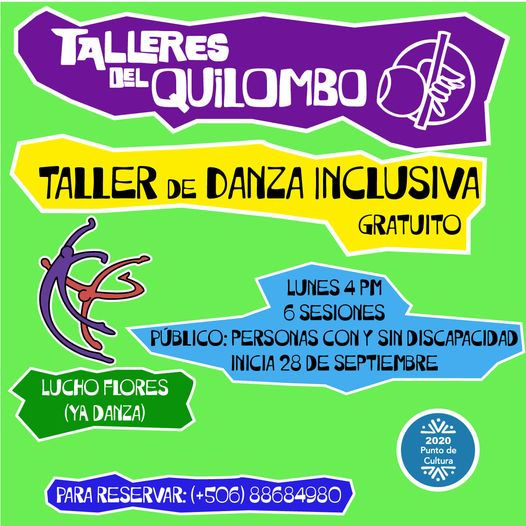 TALLERES
DEL QUILOMBO
TALLER DE DANZA INCLUSIVA
GRATUITO
LUNES 4 PM
6 SESIONES
PÚBLICO: PERSONAS CON Y SIN DISCAPACIDAD
INICIA 28 DE SEPTIEMBRE
LUCHO FLORES
(YA DANZA)
2020
Punto de
Cultura
PARA RESERVAR: (+506) 88684980